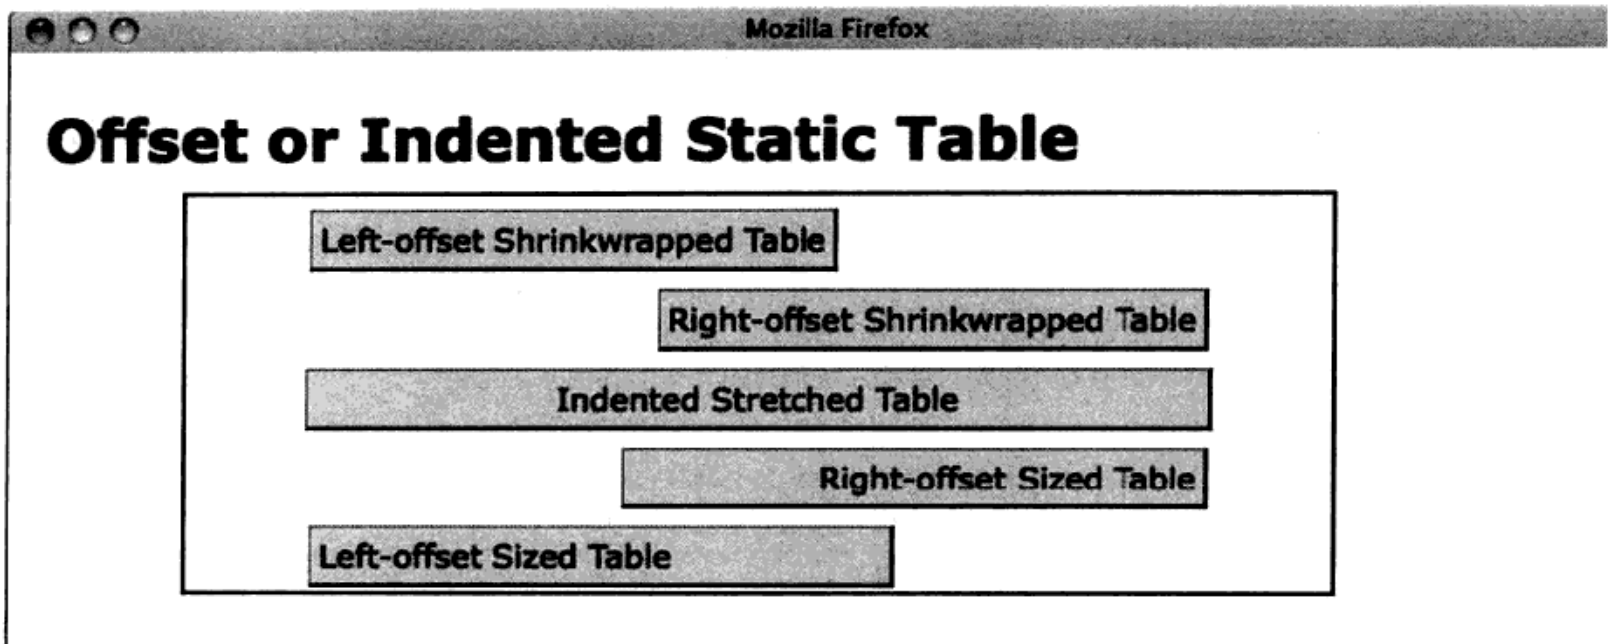 Mozilla Firefox
Offset or Indented Static Table
Left-offset Shrinkwrapped Table
Right-offset Shrinkwrapped Table
Indented Stretched Table
Right-offset Sized Table
Left-offset Sized Table